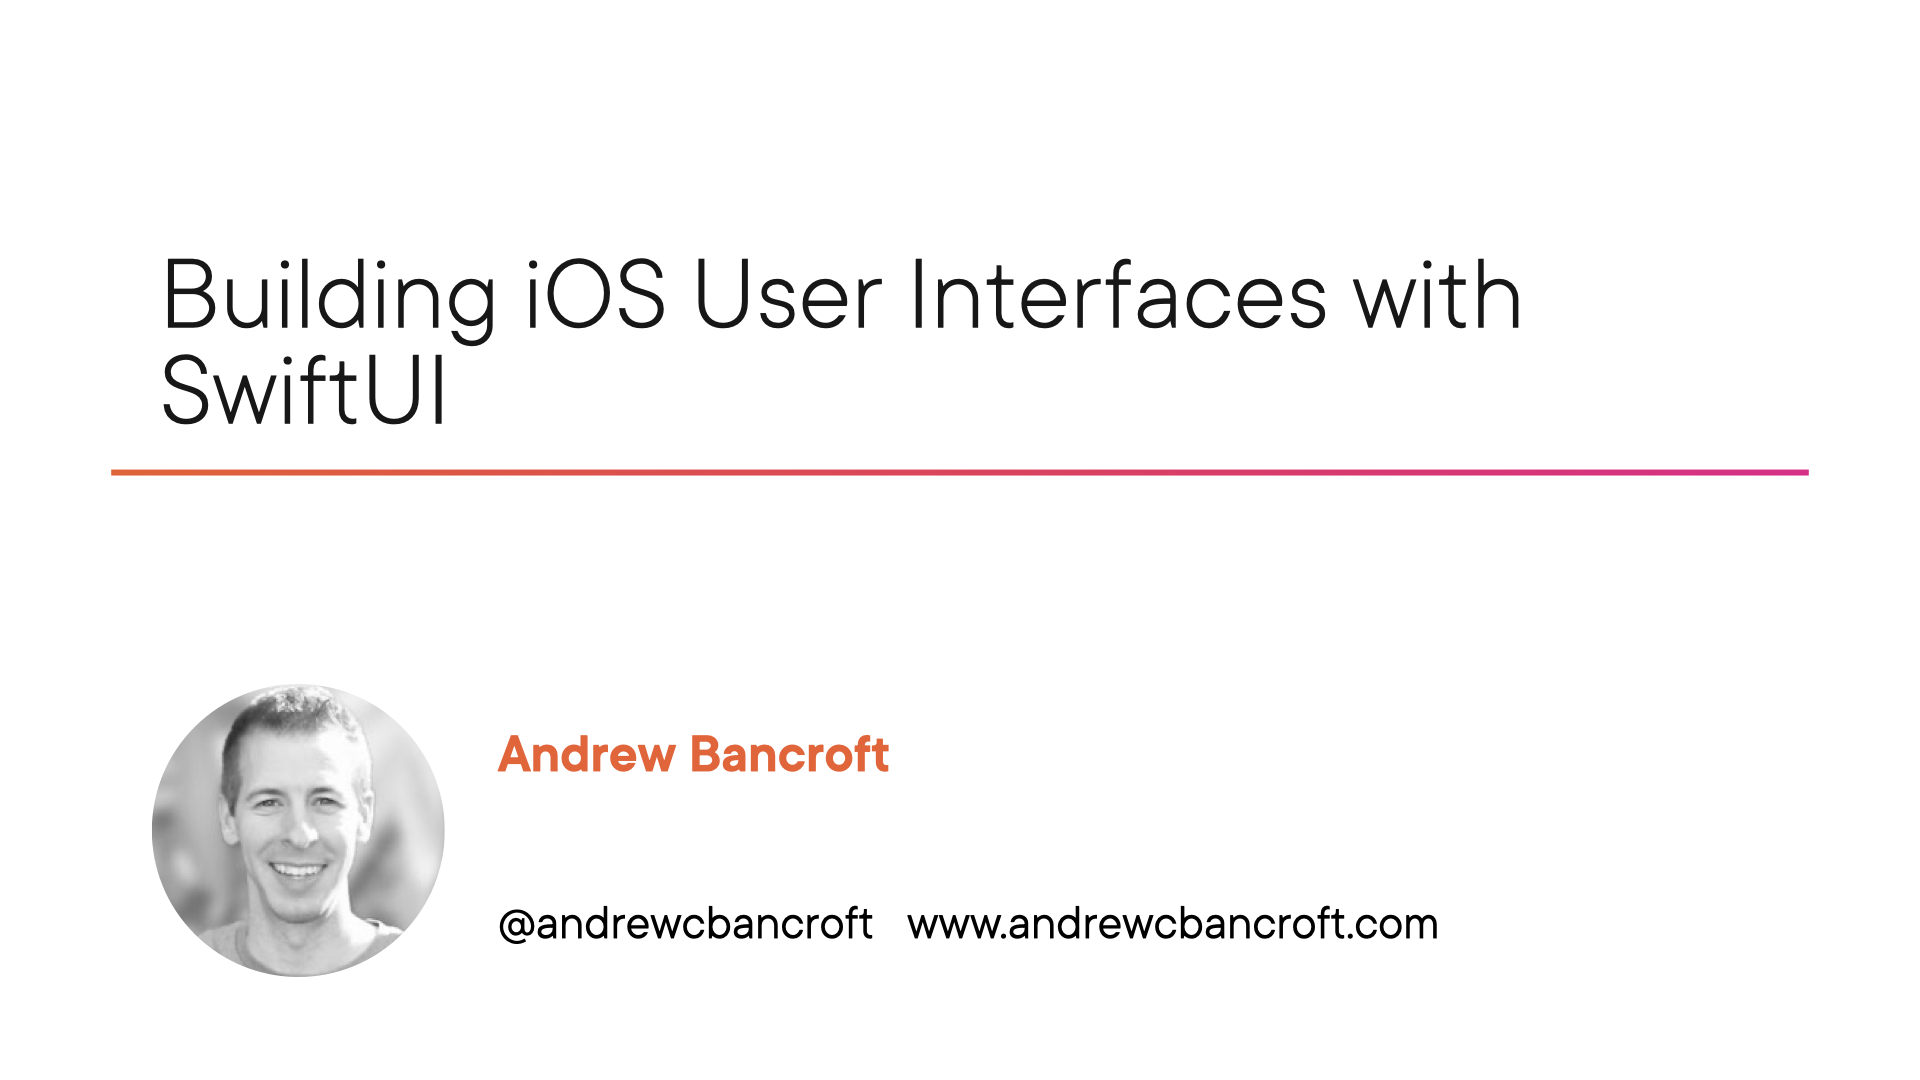 Building iOS User Interfaces with
SwiftUI
Andrew Bancroft
@andrewcbancroft www.andrewcbancroft.com